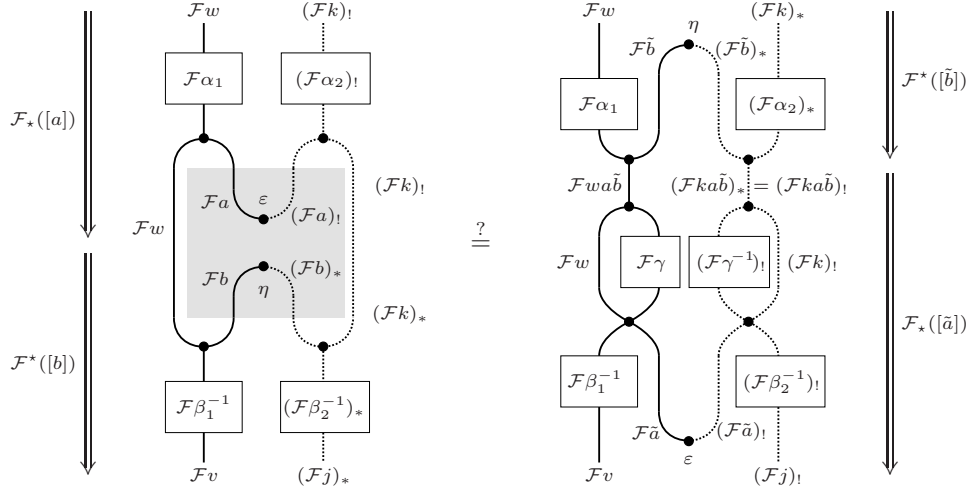 ℱw (ℱk)! ℱw η (ℱk)∗
ℱb̃ (ℱb̃)∗
ℱα₁ (ℱα₂)! ℱα₁ (ℱα₂)∗
ℱ⋆([a]) ℱ⋆([b̃])
ℱa ε (ℱa)! (ℱk)! ℱwab̃ (ℱkab̃)∗ = (ℱkab̃)!
ℱw ? = ℱw ℱγ (ℱγ⁻¹)! (ℱk)!
ℱb η (ℱb)∗ (ℱk)∗
ℱ⋆([b]) ℱ⋆([ã])
ℱβ₁⁻¹ (ℱβ₂⁻¹)∗ ℱβ₁⁻¹ (ℱβ₂⁻¹)!
ℱã (ℱã)!
ℱv (ℱj)∗ ℱv ε (ℱj)!